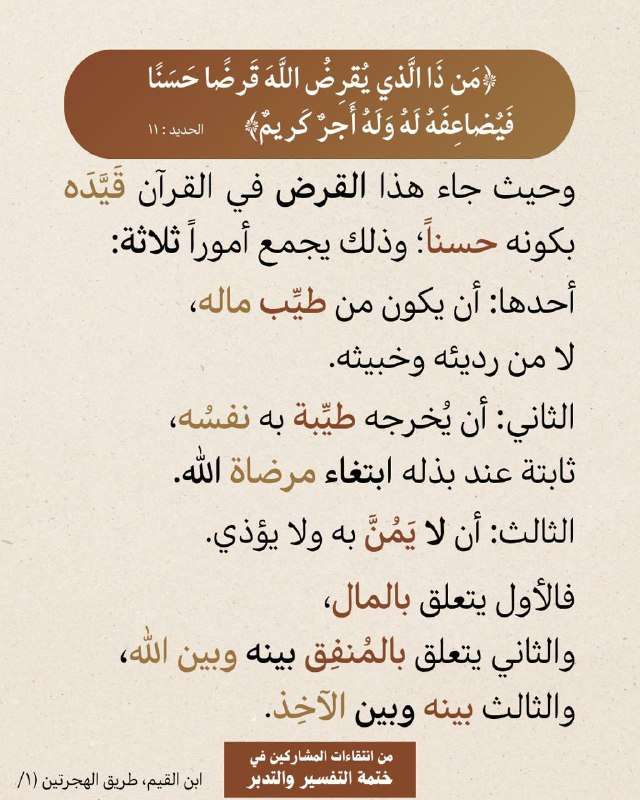 ﴿مَن ذَا الَّذي يُقرِضُ اللَّهَ قَرضًا حَسَنًا
فَيُضاعِفَهُ لَهُ وَلَهُ أَجرٌ كَريمٌ﴾ الحديد : ١١
وحيث جاء هذا القرض في القرآن قَيَّدَه
بكونه حسناً؛ وذلك يجمع أموراً ثلاثة:
أحدها: أن يكون من طيِّب ماله،
لا من رديئه وخبيثه.
الثاني: أن يُخرجه طيِّبة به نفسُه،
ثابتة عند بذله ابتغاء مرضاة الله.
الثالث: أن لا يَمُنَّ به ولا يؤذي.
فالأول يتعلق بالمال،
والثاني يتعلق بالمُنفِق بينه وبين الله،
والثالث بينه وبين الآخِذ.
من انتقاءات المشاركين في
ختمة التفسير والتدبر
ابن القيم، طريق الهجرتين (١/